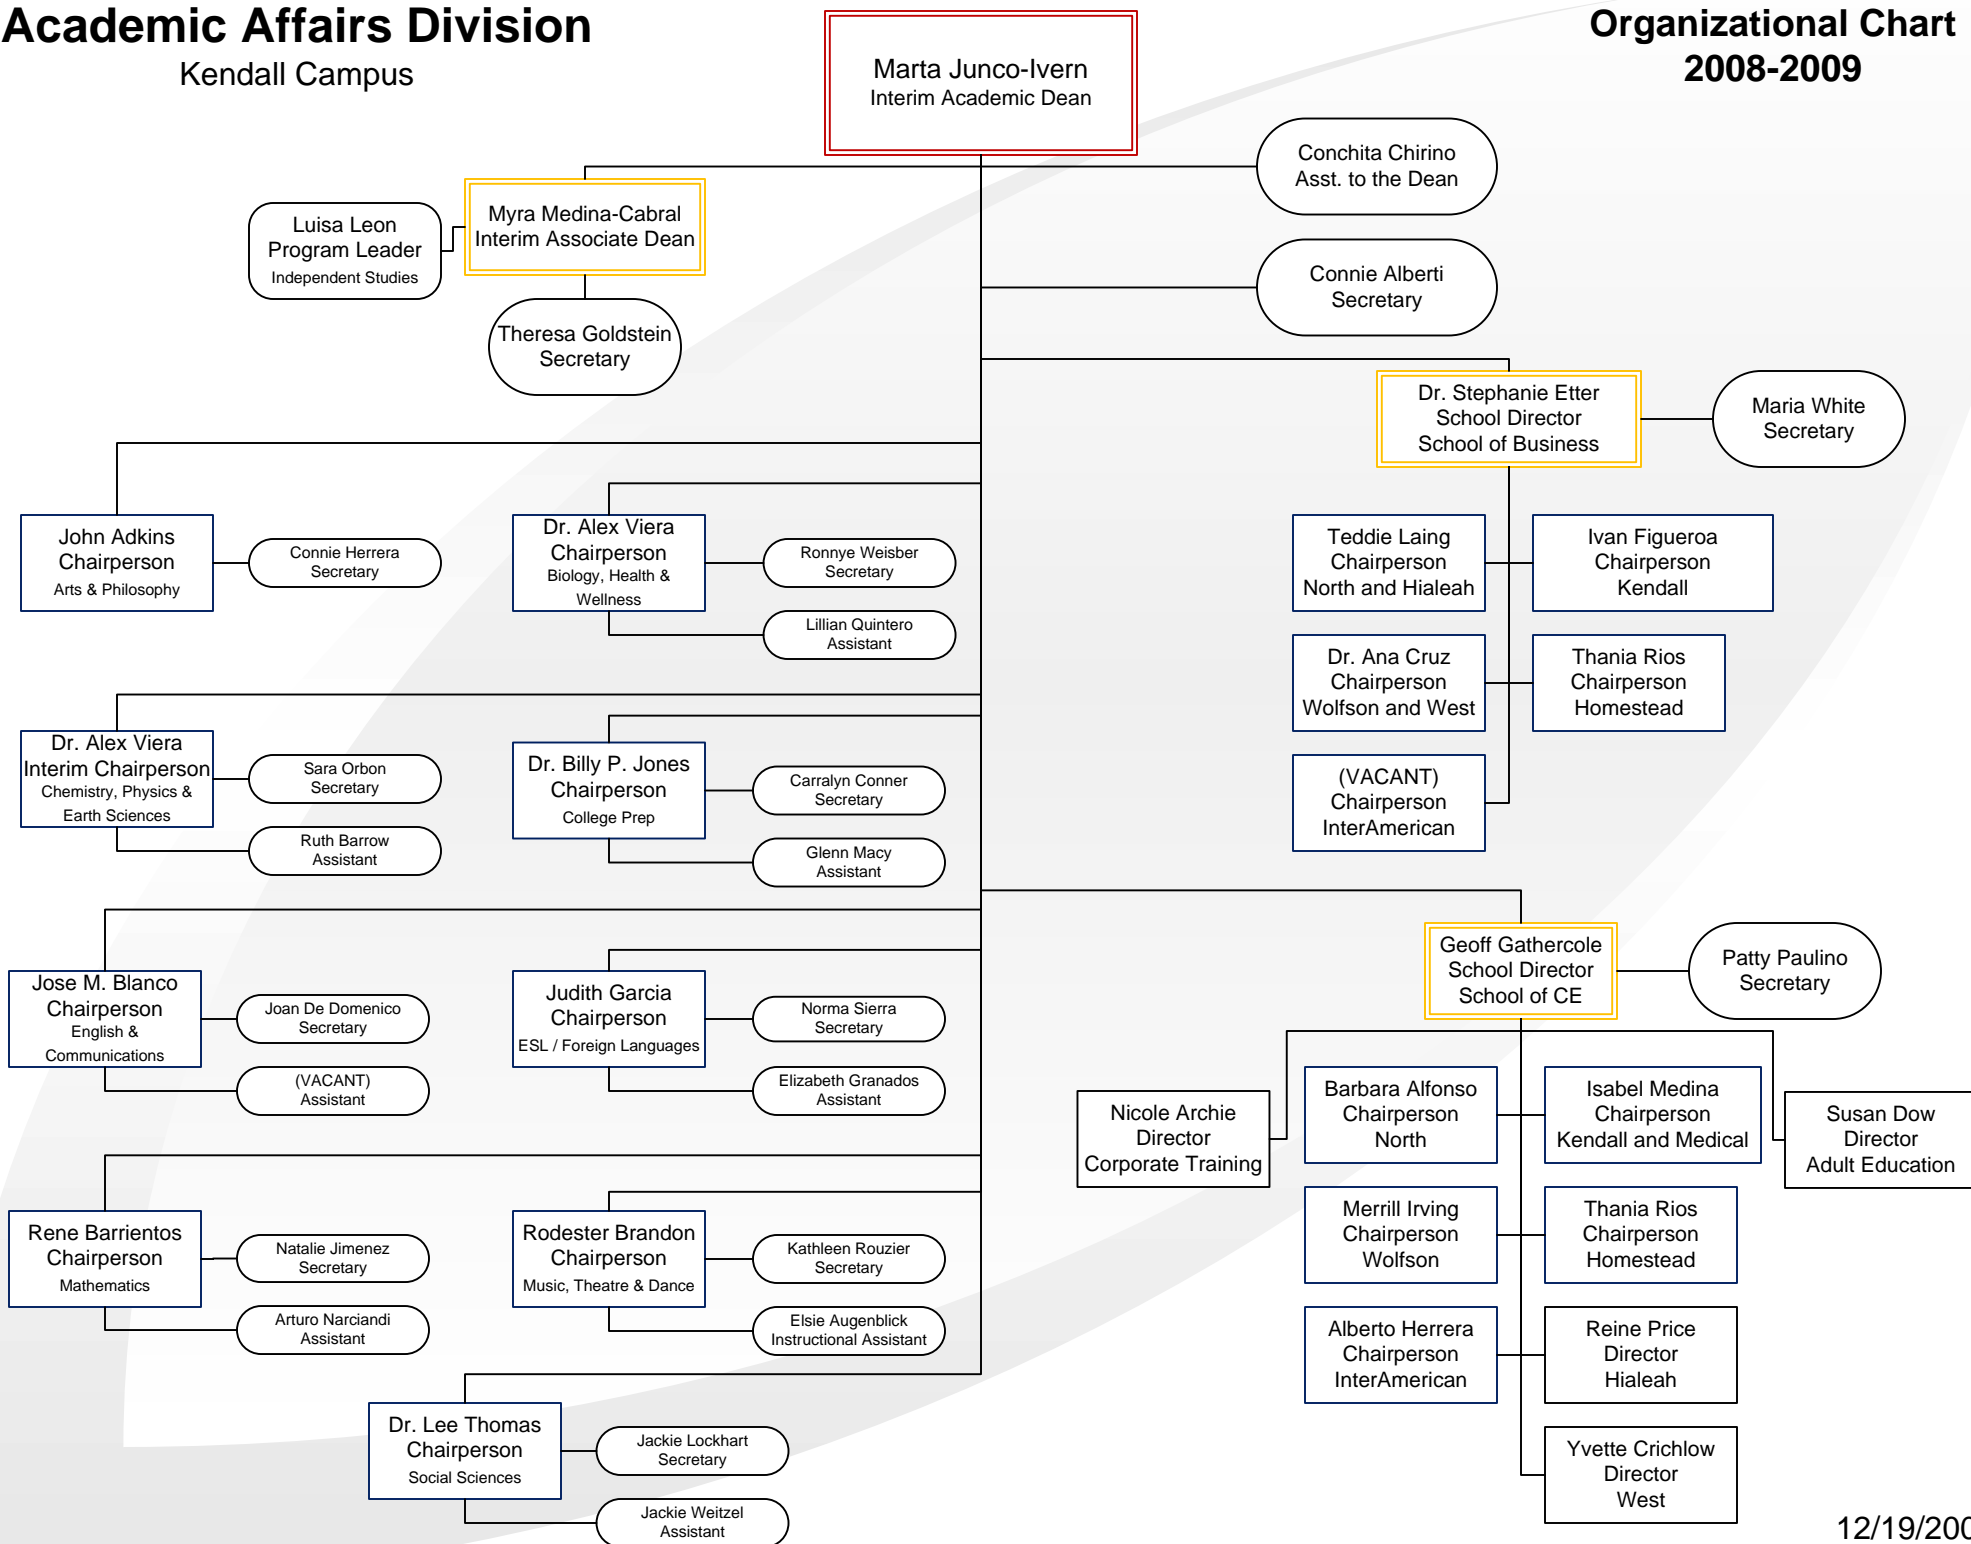 Academic Affairs Division
Kendall Campus
Organizational Chart
2008-2009
Marta Junco-Ivern
Interim Academic Dean
Conchita Chirino
Asst. to the Dean
Myra Medina-Cabral
Interim Associate Dean
Luisa Leon
Program Leader
Independent Studies
Connie Alberti
Secretary
Theresa Goldstein
Secretary
Dr. Stephanie Etter
School Director
School of Business
Maria White
Secretary
John Adkins
Chairperson
Arts & Philosophy
Connie Herrera
Secretary
Dr. Alex Viera
Chairperson
Biology, Health &
Wellness
Ronnye Weisber
Secretary
Lillian Quintero
Assistant
Teddie Laing
Chairperson
North and Hialeah
Ivan Figueroa
Chairperson
Kendall
Dr. Ana Cruz
Chairperson
Wolfson and West
Thania Rios
Chairperson
Homestead
(VACANT)
Chairperson
InterAmerican
Dr. Alex Viera
Interim Chairperson
Chemistry, Physics &
Earth Sciences
Sara Orbon
Secretary
Ruth Barrow
Assistant
Dr. Billy P. Jones
Chairperson
College Prep
Carralyn Conner
Secretary
Glenn Macy
Assistant
Jose M. Blanco
Chairperson
English &
Communications
Joan De Domenico
Secretary
(VACANT)
Assistant
Judith Garcia
Chairperson
ESL / Foreign Languages
Norma Sierra
Secretary
Elizabeth Granados
Assistant
Geoff Gathercole
School Director
School of CE
Patty Paulino
Secretary
Nicole Archie
Director
Corporate Training
Barbara Alfonso
Chairperson
North
Isabel Medina
Chairperson
Kendall and Medical
Susan Dow
Director
Adult Education
Merrill Irving
Chairperson
Wolfson
Thania Rios
Chairperson
Homestead
Alberto Herrera
Chairperson
InterAmerican
Reine Price
Director
Hialeah
Yvette Crichlow
Director
West
Rene Barrientos
Chairperson
Mathematics
Natalie Jimenez
Secretary
Arturo Narciandi
Assistant
Rodester Brandon
Chairperson
Music, Theatre & Dance
Kathleen Rouzier
Secretary
Elsie Augenblick
Instructional Assistant
Dr. Lee Thomas
Chairperson
Social Sciences
Jackie Lockhart
Secretary
Jackie Weitzel
Assistant
12/19/200